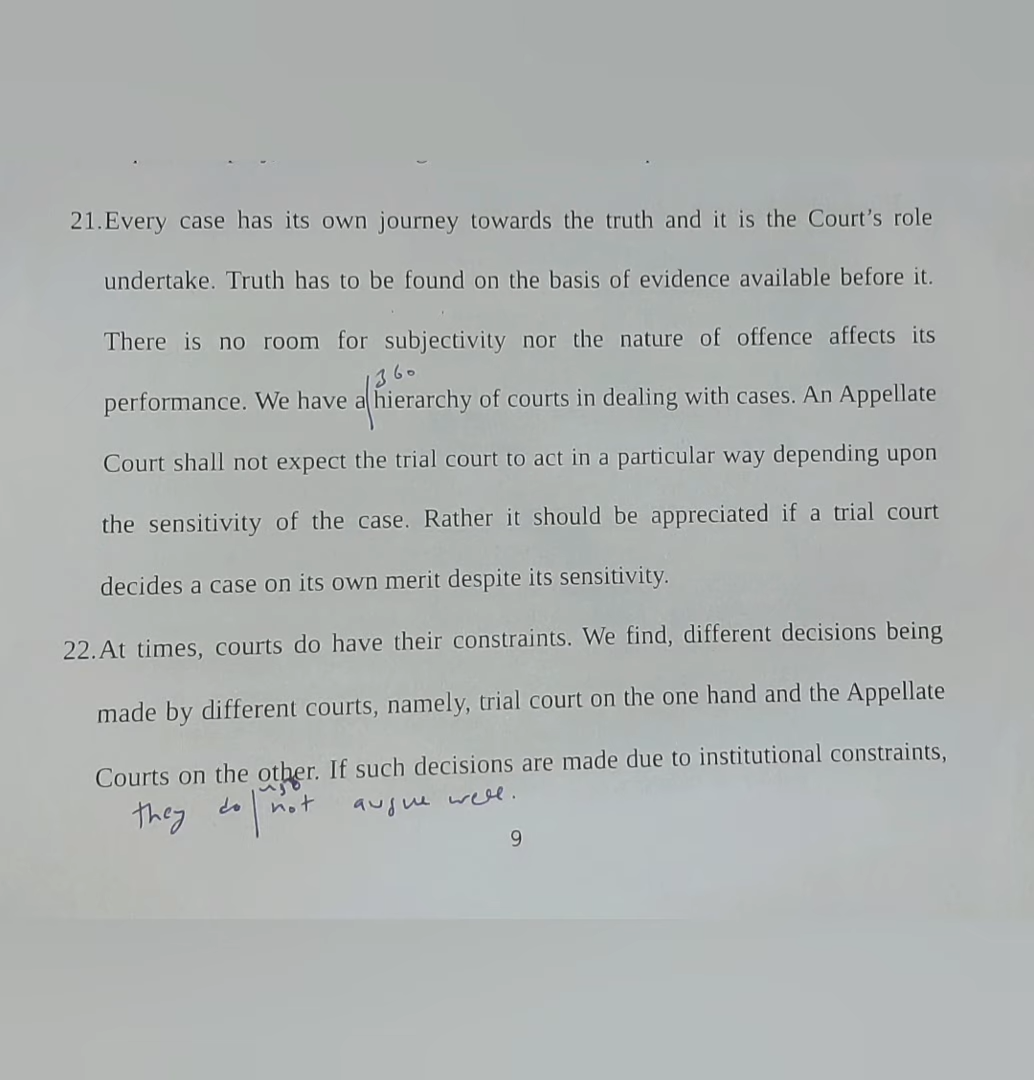 21.Every case has its own journey towards the truth and it is the Court's role
undertake. Truth has to be found on the basis of evidence available before it.
There is no room for subjectivity nor the nature of offence affects its
360
performance. We have a hierarchy of courts in dealing with cases. An Appellate
Court shall not expect the trial court to act in a particular way depending upon
the sensitivity of the case. Rather it should be appreciated if a trial court
decides a case on its own merit despite its sensitivity.
22.At times, courts do have their constraints. We find, different decisions being
made by different courts, namely, trial court on the one hand and the Appellate
Courts on the other. If such decisions are made due to institutional constraints,
they do not augue well.
9